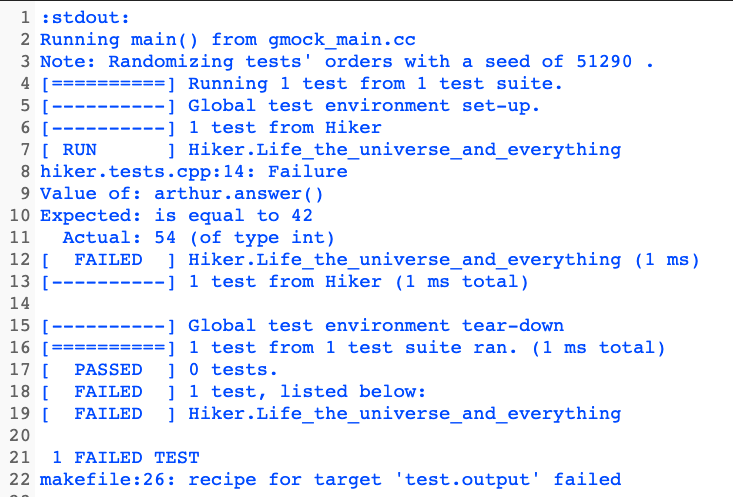 1 :stdout:
2 Running main() from gmock_main.cc
3 Note: Randomizing tests' orders with a seed of 51290 .
4 [==========] Running 1 test from 1 test suite.
5 [----------] Global test environment set-up.
6 [----------] 1 test from Hiker
7 [ RUN      ] Hiker.Life_the_universe_and_everything
8 hiker.tests.cpp:14: Failure
9 Value of: arthur.answer()
10 Expected: is equal to 42
11   Actual: 54 (of type int)
12 [  FAILED  ] Hiker.Life_the_universe_and_everything (1 ms)
13 [----------] 1 test from Hiker (1 ms total)
14
15 [----------] Global test environment tear-down
16 [==========] 1 test from 1 test suite ran. (1 ms total)
17 [  PASSED  ] 0 tests.
18 [  FAILED  ] 1 test, listed below:
19 [  FAILED  ] Hiker.Life_the_universe_and_everything
20
21  1 FAILED TEST
22 makefile:26: recipe for target 'test.output' failed